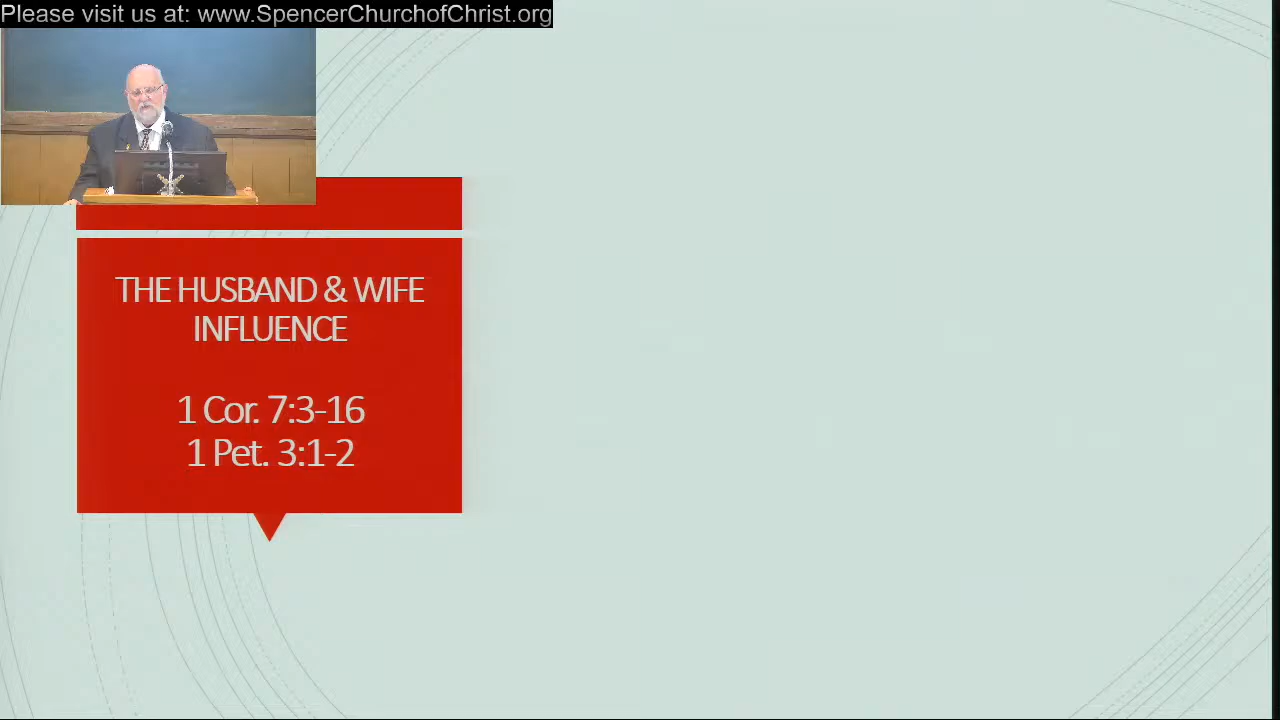 Please visit us at: www.SpencerChurchofChrist.org
THE HUSBAND & WIFE
INFLUENCE
1 Cor. 7:3-16
1 Pet. 3:1-2